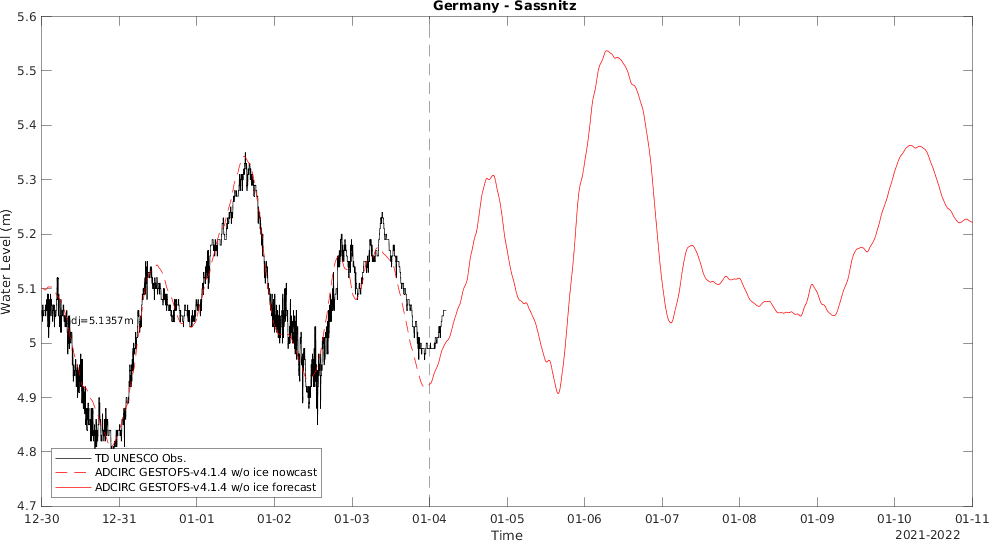 Germany - Sassnitz
5.6
5.5
5.4
5.3
5.2
5.1
5
4.9
4.8
4.7
Water Level (m)
dj=5.1357m
TD UNESCO Obs.
ADCIRC GESTOFS-v4.1.4 w/o ice nowcast
ADCIRC GESTOFS-v4.1.4 w/o ice forecast
12-30 12-31 01-01 01-02 01-03 01-04 01-05 01-06 01-07 01-08 01-09 01-10 01-11
Time
2021-2022